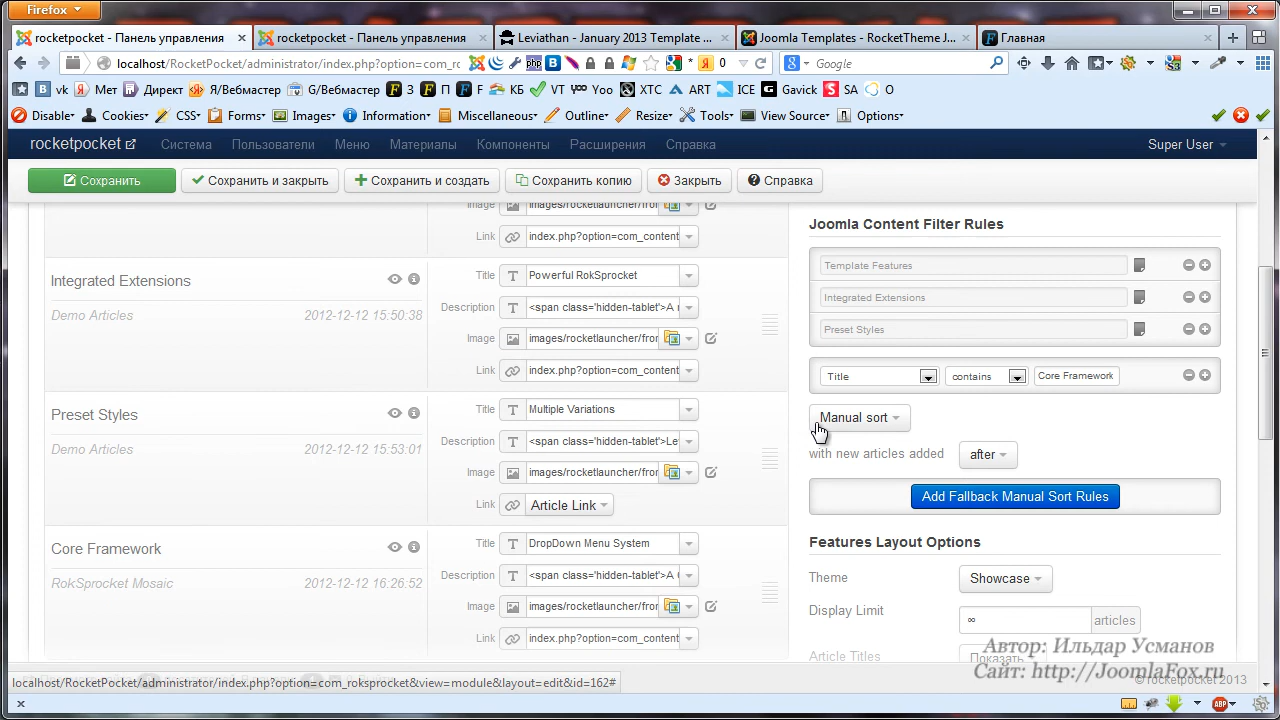 Firefox
rocketpocket - Панель управления
rocketpocket - Панель управления
Leviathan - January 2013 Template ...
Joomla Templates - RocketTheme J...
Главная
localhost/RocketPocket/administrator/index.php?option=com_rc
php
0
Google
vk
Мет
Директ
Я/Вебмастер
G/Вебмастер
З
П
О
КБ
VT
Yoo
XTC
ART
ICE
Gavick
SA
O
Disable
Cookies
CSS
Forms
Images
Information
Miscellaneous
Outline
Resize
Tools
View Source
Options
rocketpocket
Система
Пользователи
Меню
Материалы
Компоненты
Расширения
Справка
Super User
Сохранить
Сохранить и закрыть
Сохранить и создать
Сохранить копию
Закрыть
Справка
Image
images/rocketlauncher/fror
Link
index.php?option=com_content
Integrated Extensions
Demo Articles
2012-12-12 15:50:38
Title
Powerful RokSprocket
Description
<span class='hidden-tablet'>A r
Image
images/rocketlauncher/fror
Link
index.php?option=com_content
Preset Styles
Demo Articles
2012-12-12 15:53:01
Title
Multiple Variations
Description
<span class='hidden-tablet'>Le
Image
images/rocketlauncher/fror
Link
Article Link
Core Framework
RokSprocket Mosaic
2012-12-12 16:26:52
Title
DropDown Menu System
Description
<span class='hidden-tablet'>A
Image
images/rocketlauncher/fror
Link
index.php?option=com_content
Joomla Content Filter Rules
Template Features
Integrated Extensions
Preset Styles
Title
contains
Core Framework
Manual sort
with new articles added
after
Add Fallback Manual Sort Rules
Features Layout Options
Theme
Showcase
Display Limit
∞
articles
Article Titles
Показать
Автор: Ильдар Усманов
Сайт: http://JoomlaFox.ru
© rocketpocket 2013
localhost/RocketPocket/administrator/index.php?option=com_roksprocket&view=module&layout=edit&id=162#
ABP